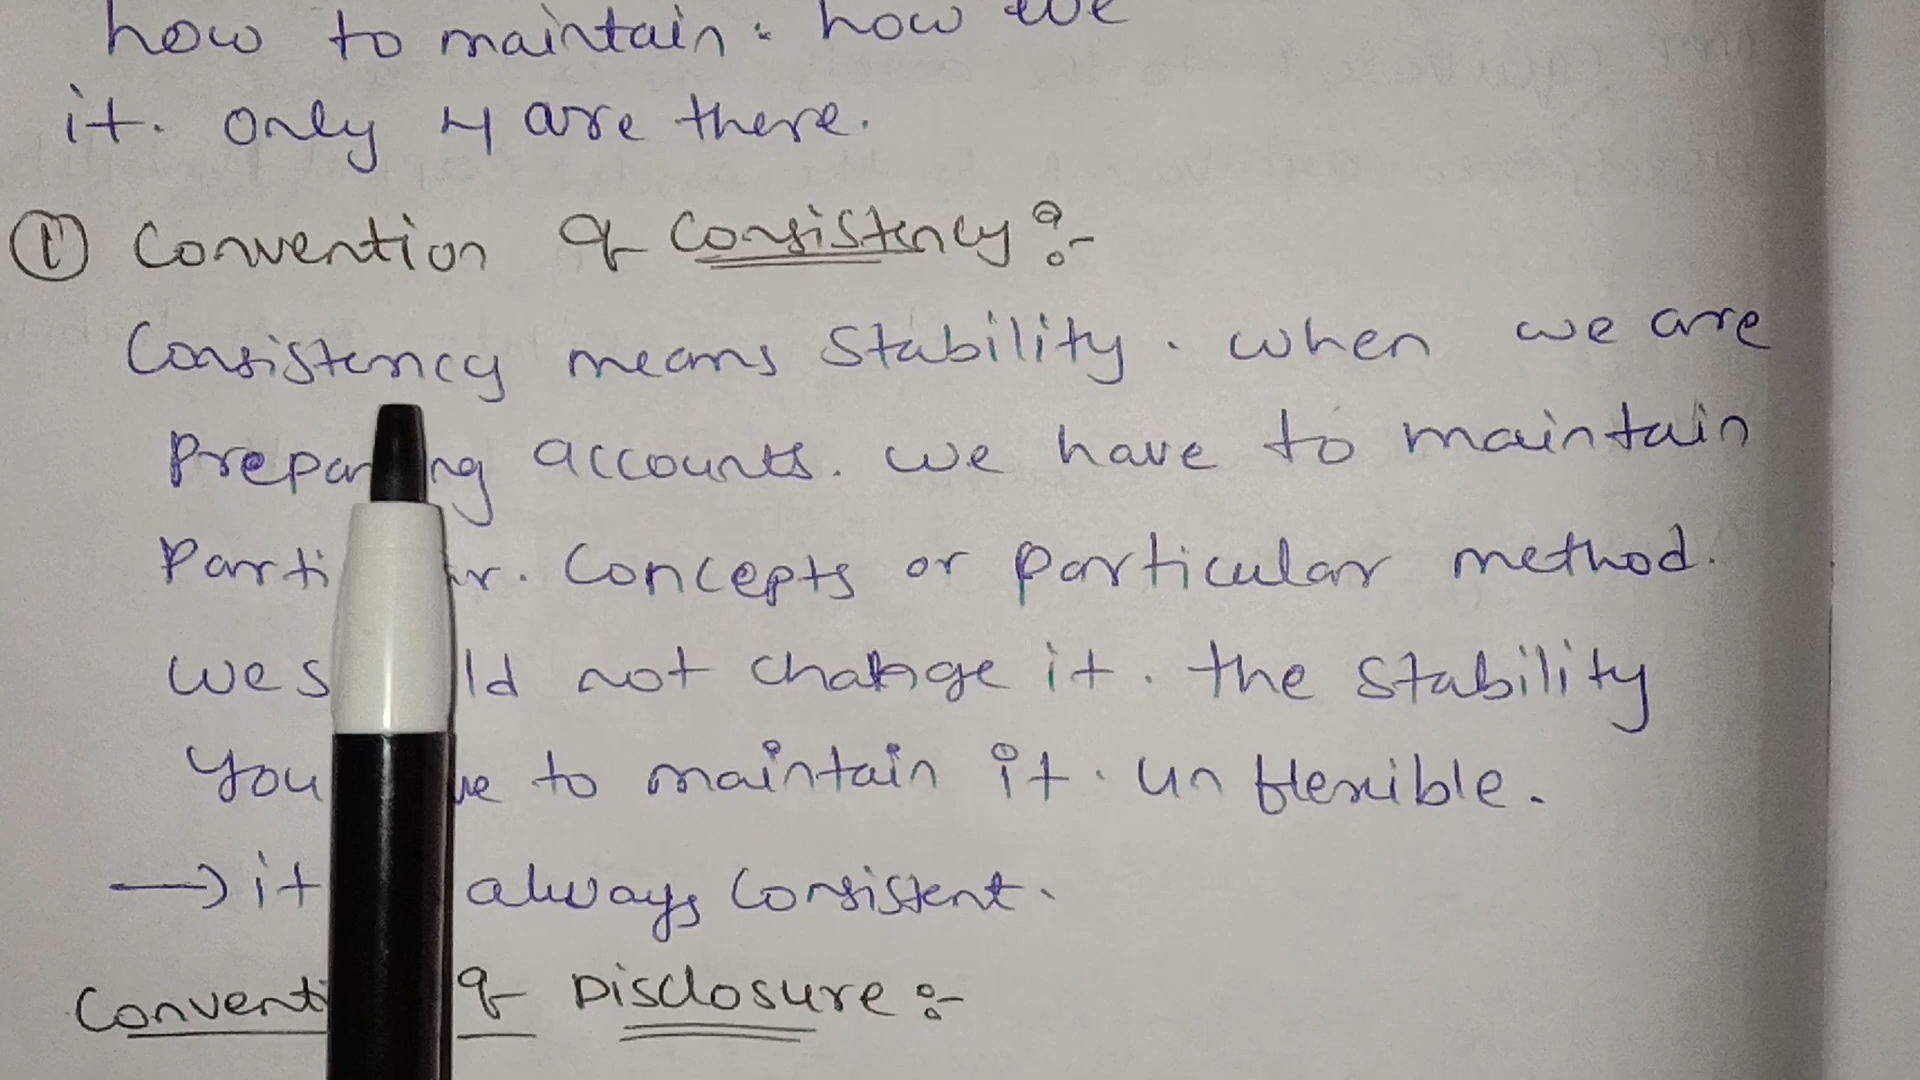 how to maintain. how we
it. only 4 are there.
① Convention of Consistency :-
Consistency means stability. when we are
Preparing accounts. we have to maintain
Parti r. Concepts or particular method.
we s ld not change it. the stability
You ve to maintain it. un flexible.
→ it always consistent.
Conventi of Disclosure :-